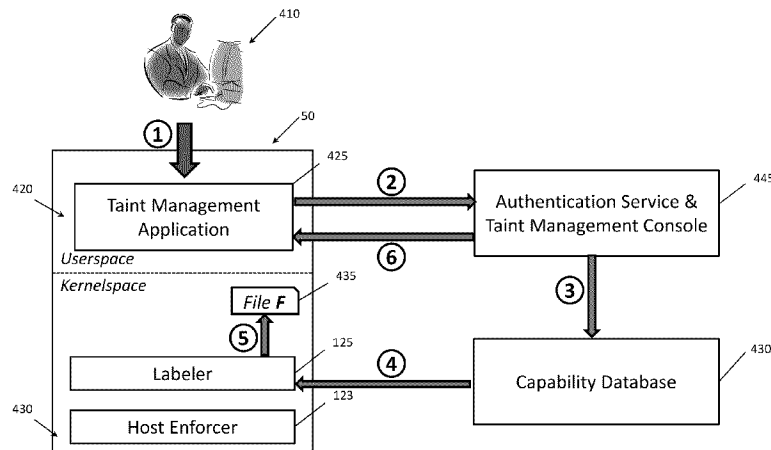 410
50
1
425
2
445
420
Taint Management
Application
Authentication Service &
Taint Management Console
6
Userspace
Kernelspace
435
3
File F
5
125
4
430
Labeler
Capability Database
123
430
Host Enforcer